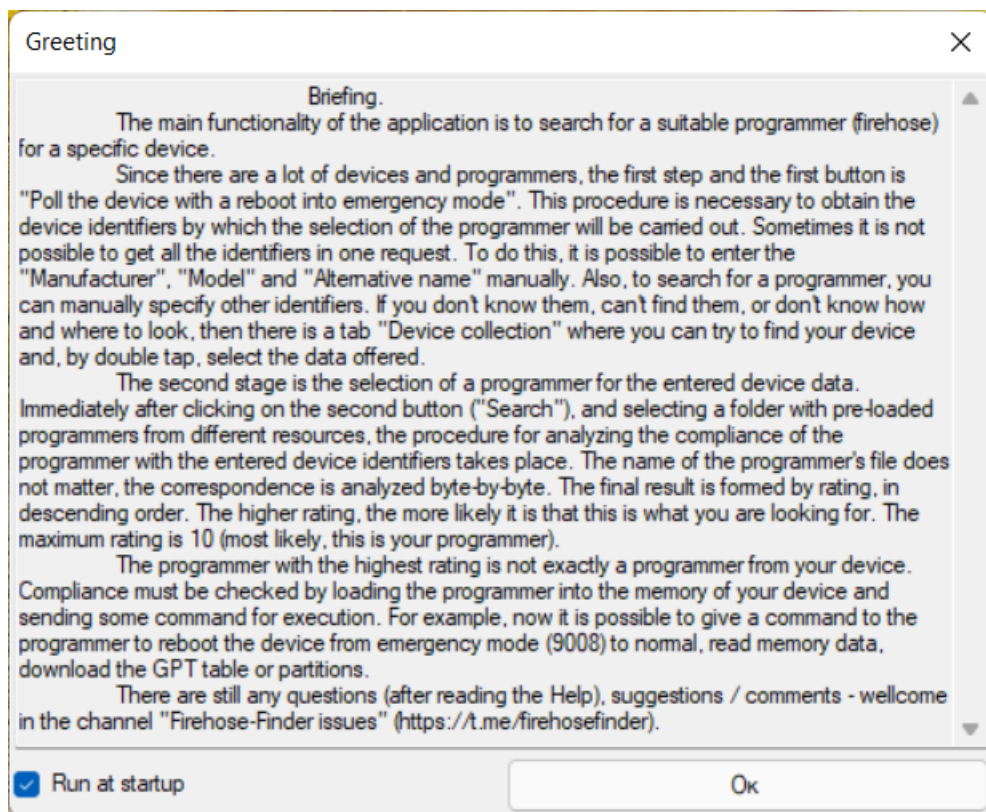 Greeting
Briefing.
The main functionality of the application is to search for a suitable programmer (firehose)
for a specific device.
Since there are a lot of devices and programmers, the first step and the first button is
"Poll the device with a reboot into emergency mode". This procedure is necessary to obtain the
device identifiers by which the selection of the programmer will be carried out. Sometimes it is not
possible to get all the identifiers in one request. To do this, it is possible to enter the
"Manufacturer", "Model" and "Alternative name" manually. Also, to search for a programmer, you
can manually specify other identifiers. If you don't know them, can't find them, or don't know how
and where to look, then there is a tab "Device collection" where you can try to find your device
and, by double tap, select the data offered.
The second stage is the selection of a programmer for the entered device data.
Immediately after clicking on the second button ("Search"), and selecting a folder with pre-loaded
programmers from different resources, the procedure for analyzing the compliance of the
programmer with the entered device identifiers takes place. The name of the programmer's file does
not matter, the correspondence is analyzed byte-by-byte. The final result is formed by rating, in
descending order. The higher rating, the more likely it is that this is what you are looking for. The
maximum rating is 10 (most likely, this is your programmer).
The programmer with the highest rating is not exactly a programmer from your device.
Compliance must be checked by loading the programmer into the memory of your device and
sending some command for execution. For example, now it is possible to give a command to the
programmer to reboot the device from emergency mode (9008) to normal, read memory data,
download the GPT table or partitions.
There are still any questions (after reading the Help), suggestions / comments - wellcome
in the channel "Firehose-Finder issues" (https://t.me/firehosefinder).
Run at startup
Ок